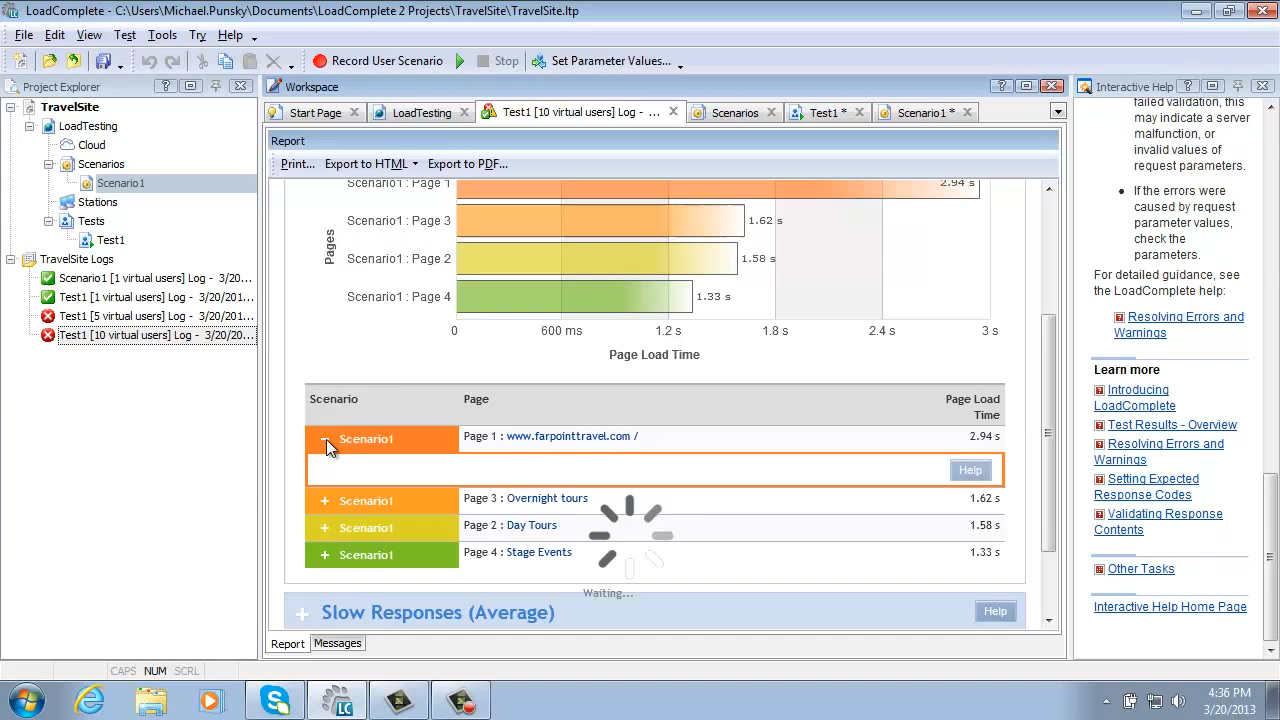 LoadComplete - C:\Users\Michael.Punsky\Documents\LoadComplete 2 Projects\TravelSite\TravelSite.ltp
File Edit View Test Tools Try Help
Record User Scenario Stop Set Parameter Values...
Project Explorer
TravelSite
LoadTesting
Cloud
Scenarios
Scenario1
Stations
Tests
Test1
TravelSite Logs
Scenario1 [1 virtual users] Log - 3/20...
Test1 [1 virtual users] Log - 3/20/201...
Test1 [5 virtual users] Log - 3/20/201...
Test1 [10 virtual users] Log - 3/20/20...
Workspace
Start Page LoadTesting Test1 [10 virtual users] Log - ... Scenarios Test1 * Scenario1 *
Report
Print... Export to HTML Export to PDF...
Scenario1 : Page 1 2.94 s
Scenario1 : Page 3 1.62 s
Scenario1 : Page 2 1.58 s
Scenario1 : Page 4 1.33 s
Pages
0 600 ms 1.2 s 1.8 s 2.4 s 3 s
Page Load Time
Scenario Page Page Load
Time
Scenario1 Page 1 : www.farpointtravel.com / 2.94 s
Help
Scenario1 Page 3 : Overnight tours 1.62 s
Scenario1 Page 2 : Day Tours 1.58 s
Scenario1 Page 4 : Stage Events 1.33 s
Waiting...
Slow Responses (Average) Help
Report Messages
Interactive Help
failed validation, this
may indicate a server
malfunction, or
invalid values of
request parameters.
• If the errors were
caused by request
parameter values,
check the
parameters.
For detailed guidance, see
the LoadComplete help:
Resolving Errors and
Warnings
Learn more
Introducing
LoadComplete
Test Results - Overview
Resolving Errors and
Warnings
Setting Expected
Response Codes
Validating Response
Contents
Other Tasks
Interactive Help Home Page
CAPS NUM SCRL
LC
4:36 PM
3/20/2013